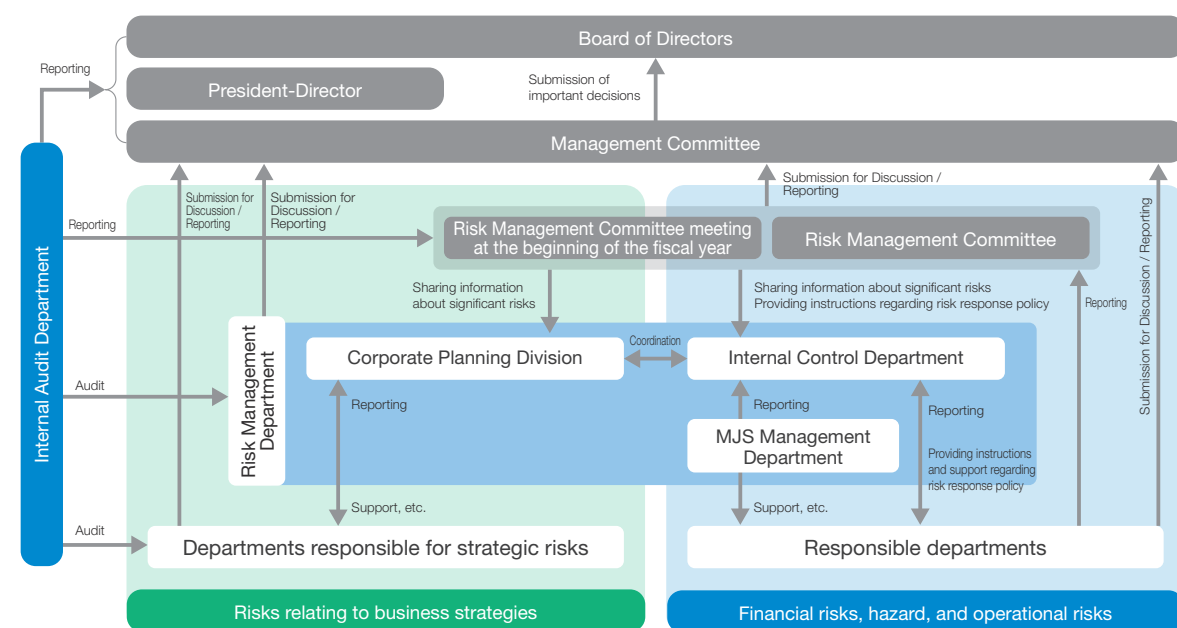 Board of Directors
Reporting
President-Director
Submission of
important decisions
Management Committee
Internal Audit Department
Submission for
Discussion /
Reporting
Submission for
Discussion /
Reporting
Submission for Discussion /
Reporting
Submission for Discussion / Reporting
Reporting
Risk Management Committee meeting
at the beginning of the fiscal year
Risk Management Committee
Sharing information
about significant risks
Sharing information about significant risks
Providing instructions regarding risk response policy
Reporting
Risk Management
Department
Corporate Planning Division
Coordination
Internal Control Department
Audit
Reporting
Reporting
Reporting
MJS Management
Department
Providing instructions
and support regarding
risk response policy
Support, etc.
Support, etc.
Audit
Departments responsible for strategic risks
Responsible departments
Risks relating to business strategies
Financial risks, hazard, and operational risks